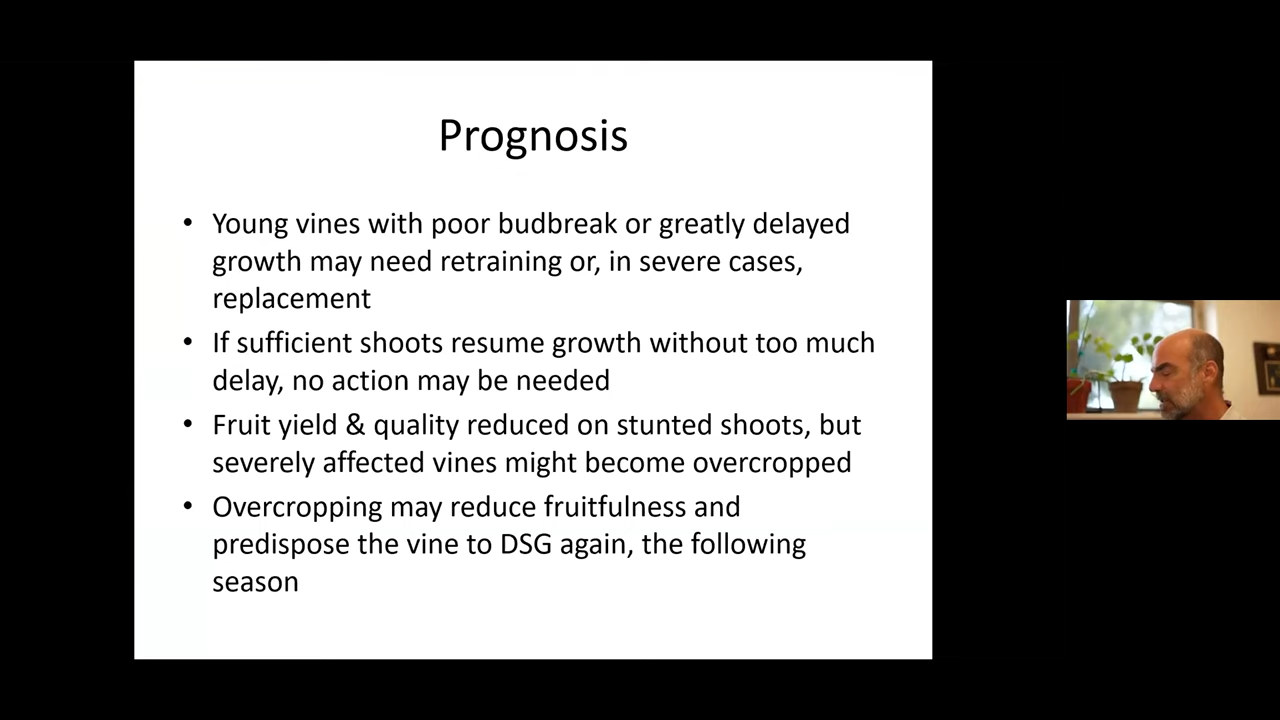 Prognosis
• Young vines with poor budbreak or greatly delayed
growth may need retraining or, in severe cases,
replacement
• If sufficient shoots resume growth without too much
delay, no action may be needed
• Fruit yield & quality reduced on stunted shoots, but
severely affected vines might become overcropped
• Overcropping may reduce fruitfulness and
predispose the vine to DSG again, the following
season